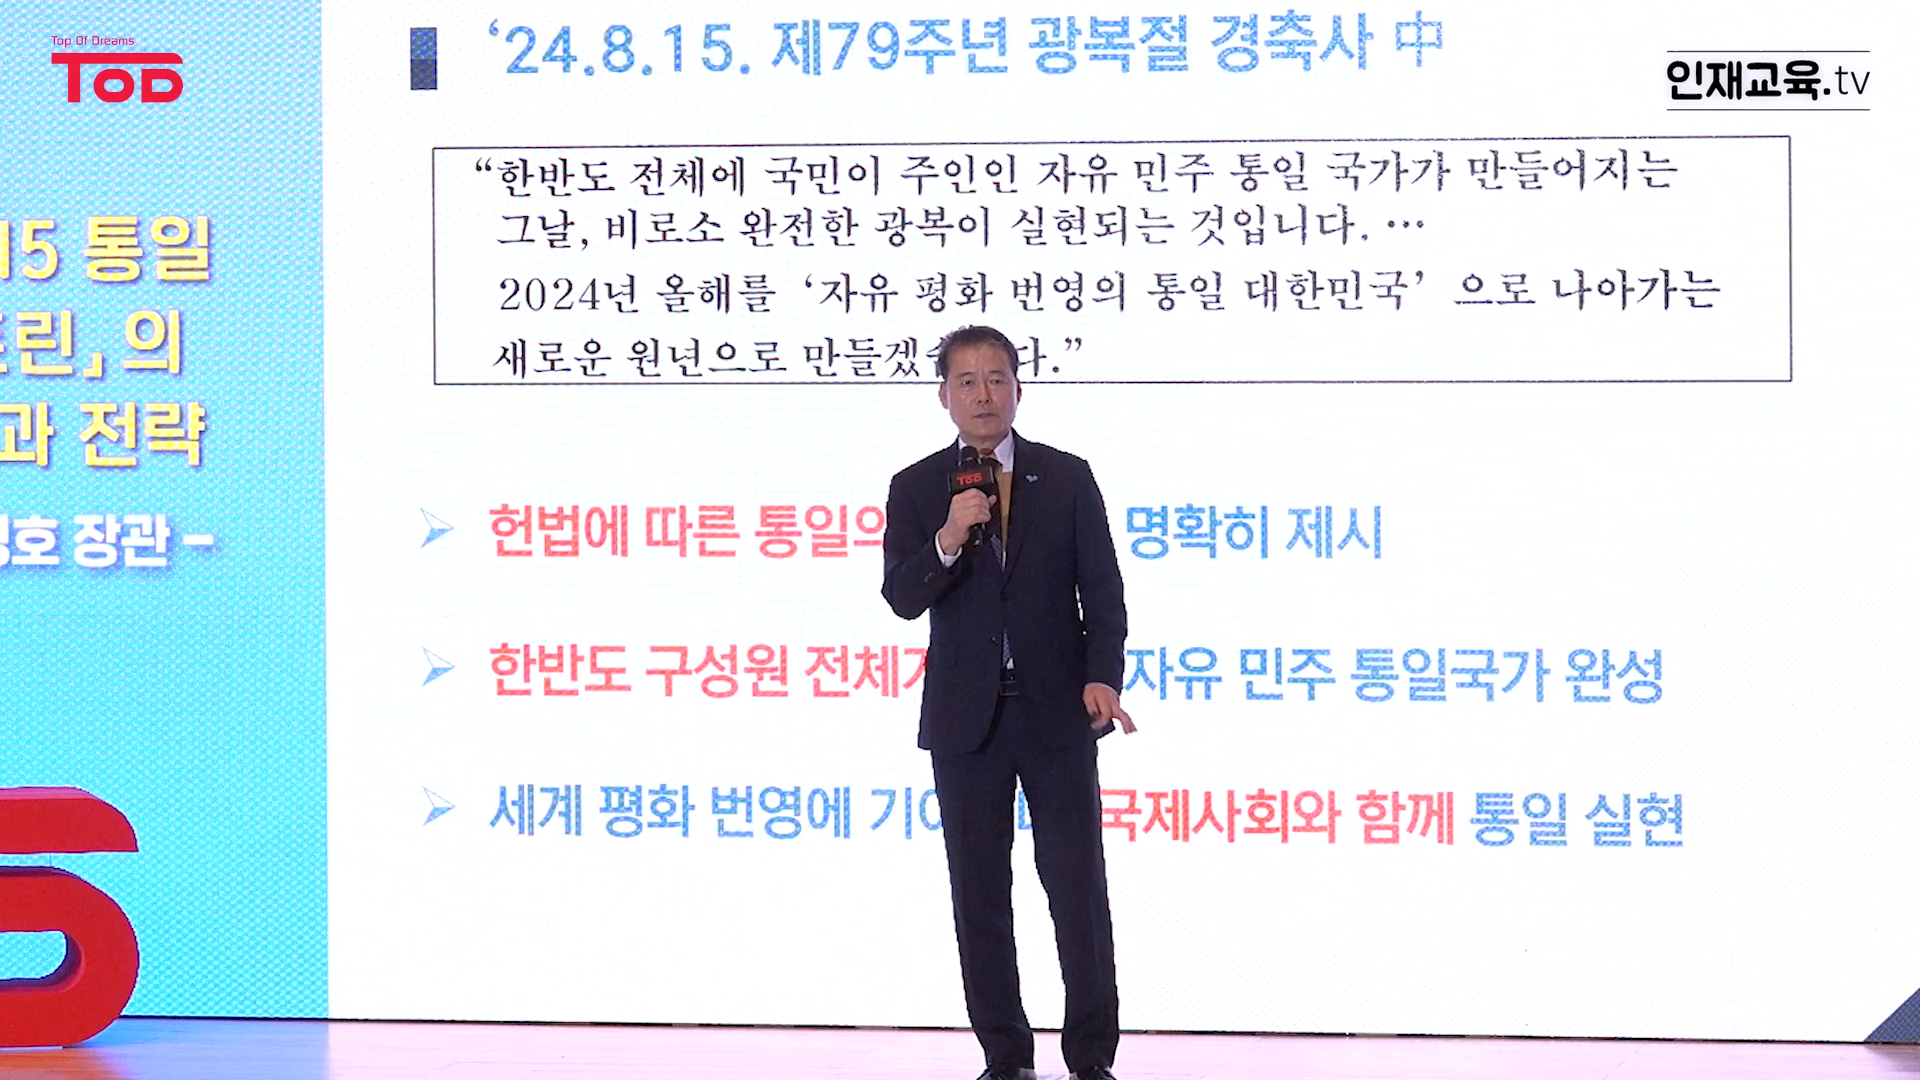 Top Of Dreams
TOD
인재교육.tv
‘24.8.15. 제79주년 광복절 경축사 中
“한반도 전체에 국민이 주인인 자유 민주 통일 국가가 만들어지는
그날, 비로소 완전한 광복이 실현되는 것입니다. …
2024년 올해를 ‘자유 평화 번영의 통일 대한민국’ 으로 나아가는
새로운 원년으로 만들겠 다.”
헌법에 따른 통일의 명확히 제시
한반도 구성원 전체가 자유 민주 통일국가 완성
세계 평화 번영에 국제사회와 함께 통일 실현
15 통일
린」의
과 전략
호 장관 –
TOD